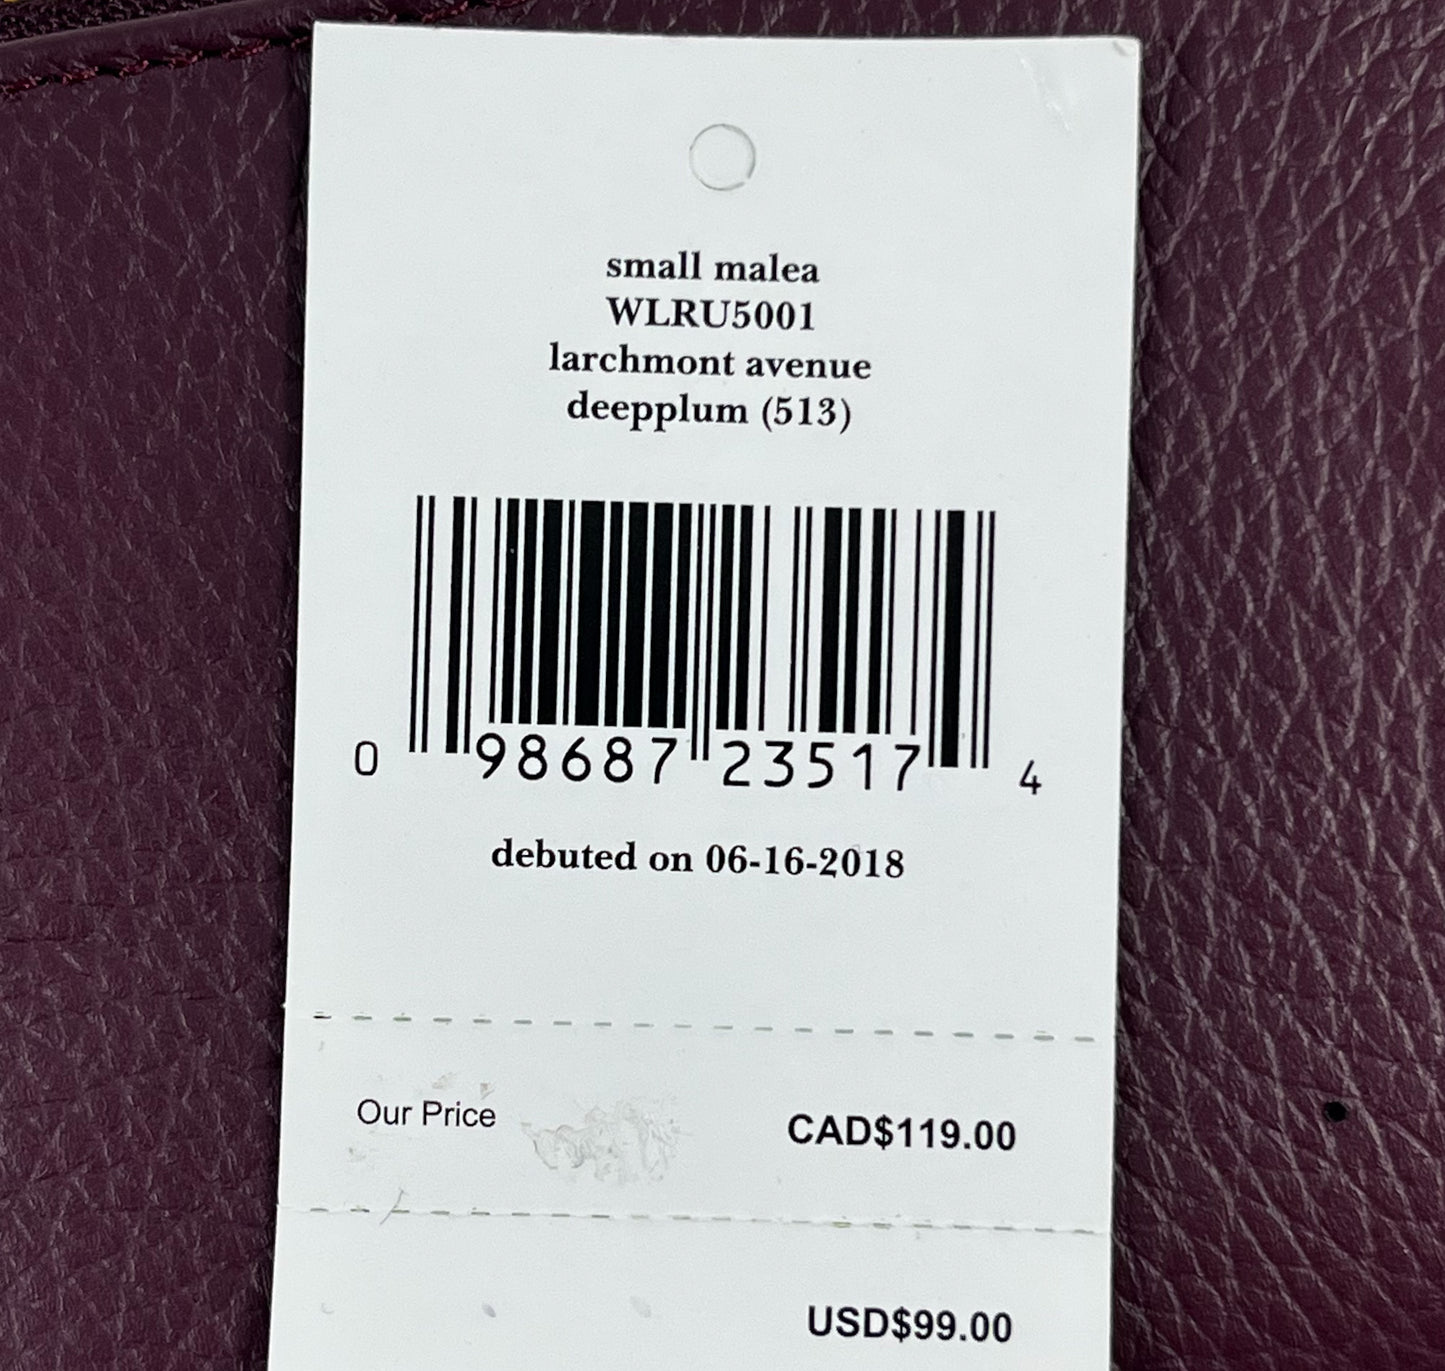 small malea
WLRU5001
larchmont avenue
deepplum (513)
0 98687 23517 4
debuted on 06-16-2018
Our Price CAD$119.00
USD$99.00